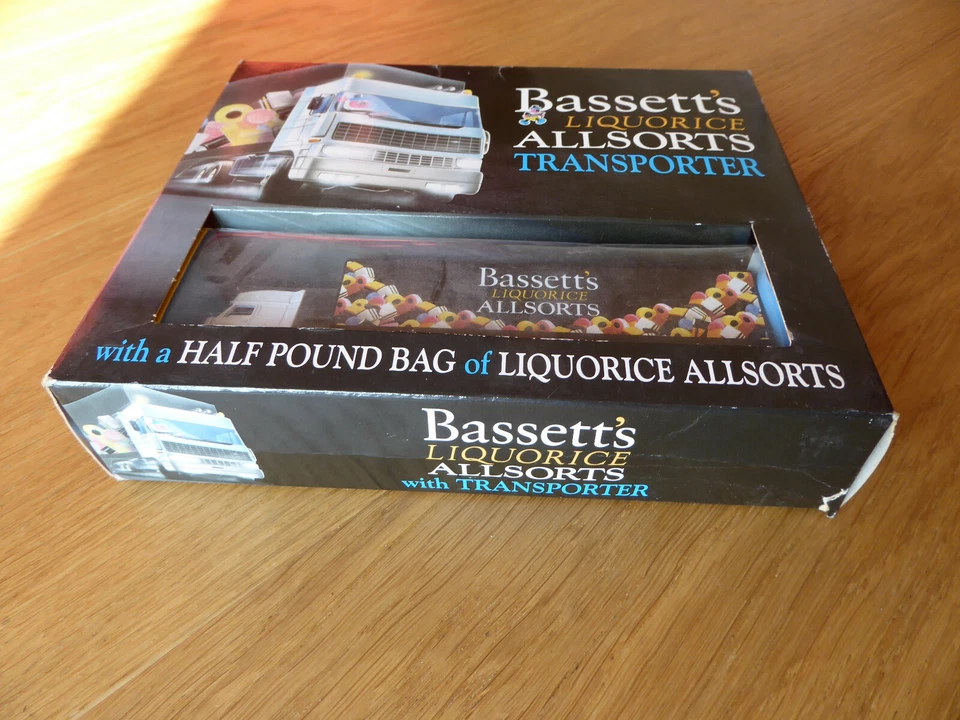 Bassett's
LIQUORICE
ALLSORTS
TRANSPORTER
Bassett's
LIQUORICE
ALLSORTS
with a HALF POUND BAG of LIQUORICE ALLSORTS
Bassett's
LIQUORICE
ALLSORTS
with TRANSPORTER